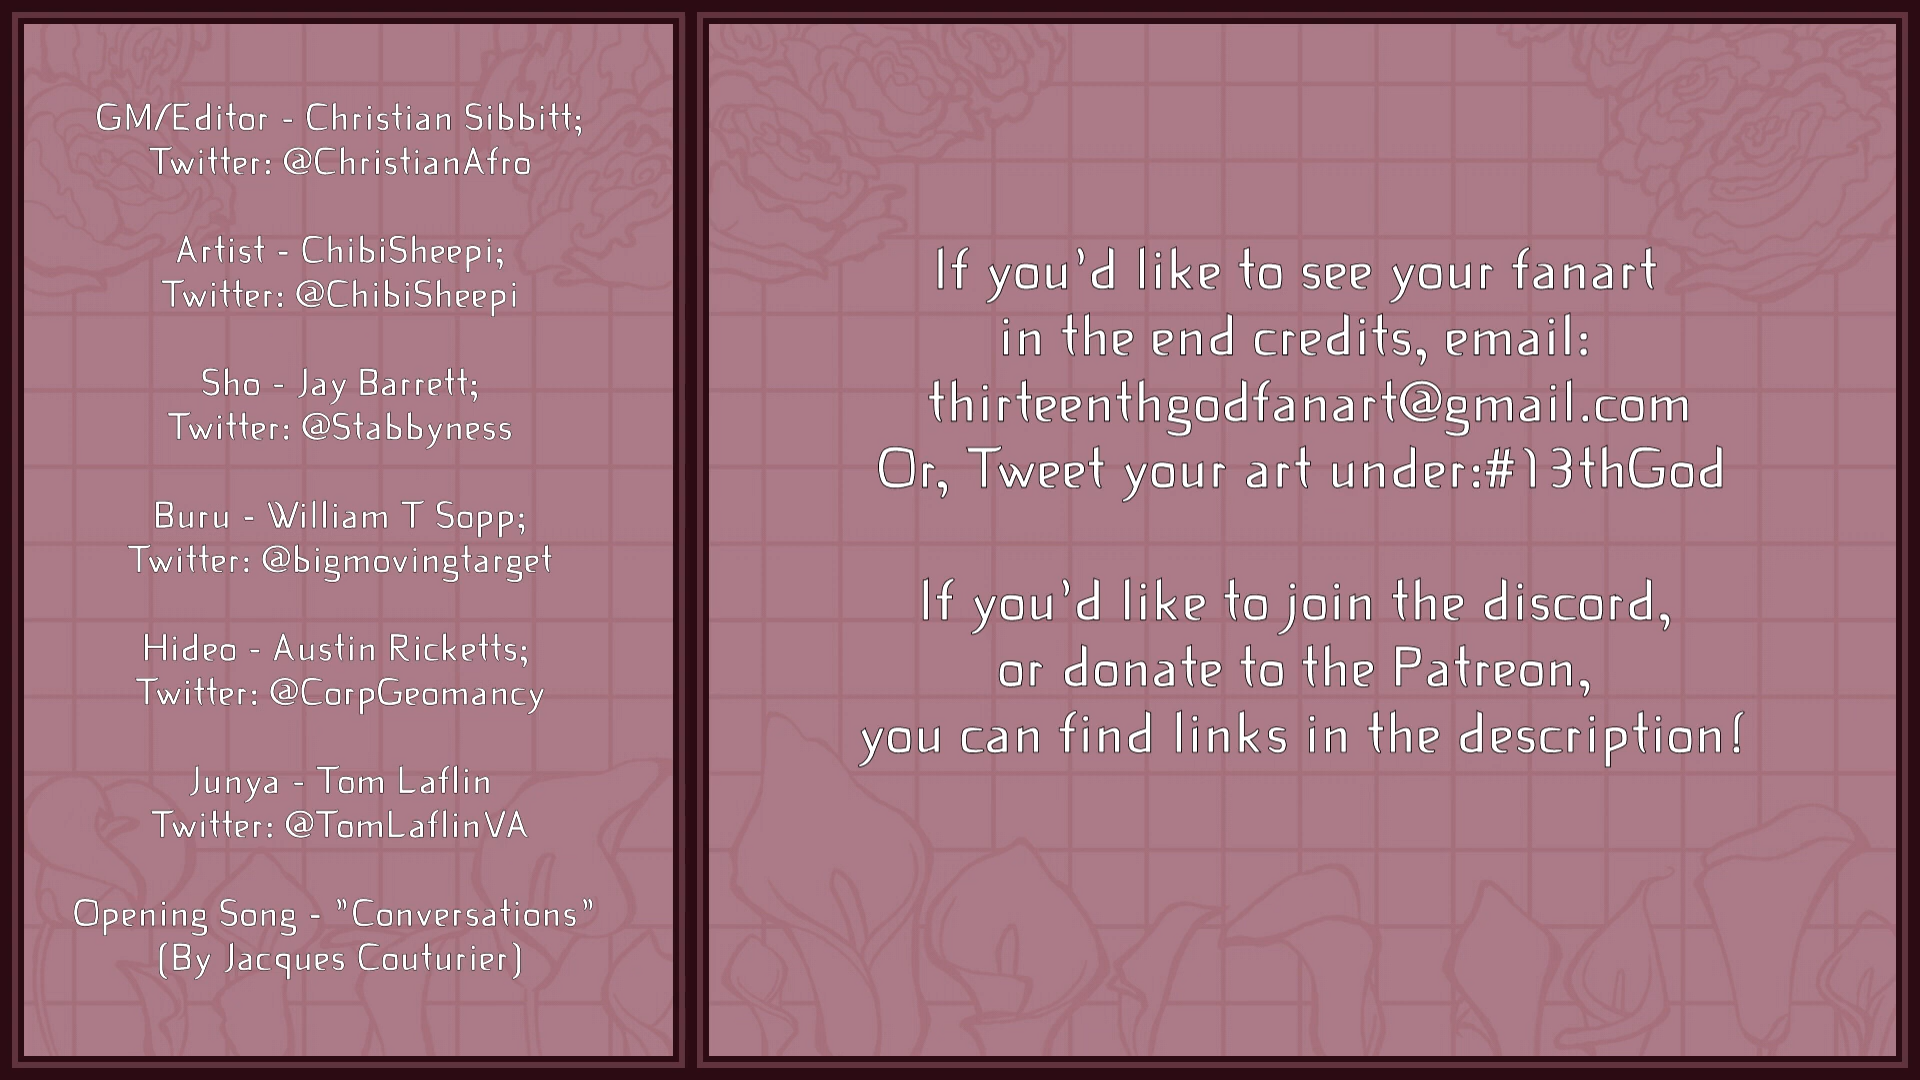 GM/Editor - Christian Sibbitt;
Twitter: @ChristianAfro
Artist - ChibiSheepi;
Twitter: @ChibiSheepi
Sho - Jay Barrett;
Twitter: @Stabbyness
Buru - William T Sopp;
Twitter: @bigmovingtarget
Hideo - Austin Ricketts;
Twitter: @CorpGeomancy
Junya - Tom Laflin
Twitter: @TomLaflinVA
Opening Song - "Conversations"
(By Jacques Couturier)
If you'd like to see your fanart
in the end credits, email:
thirteenthgodfanart@gmail.com
Or, Tweet your art under:#13thGod
If you'd like to join the discord,
or donate to the Patreon,
you can find links in the description!